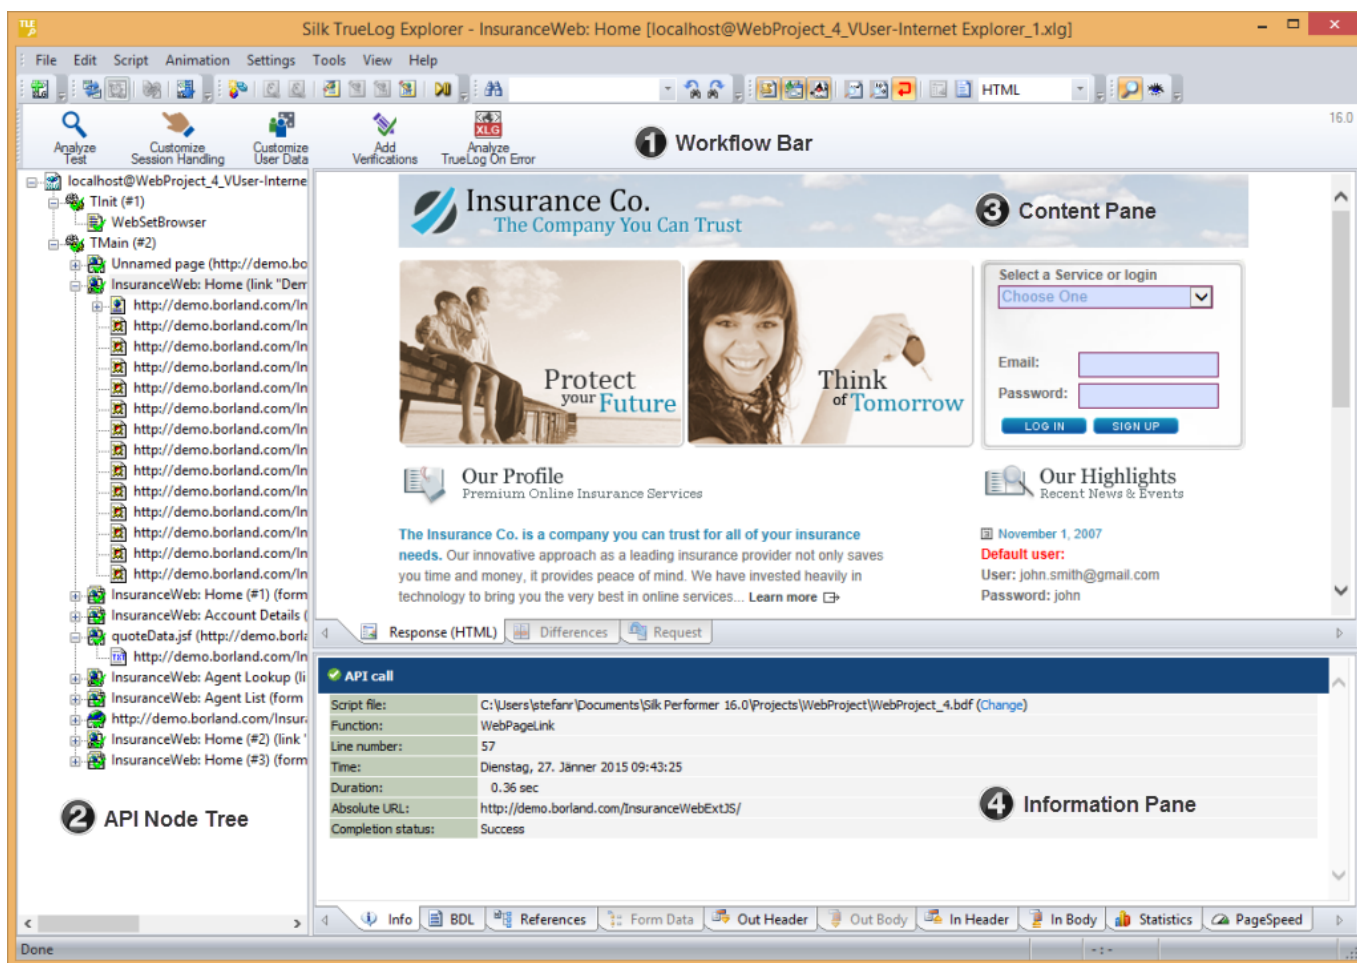 Silk TrueLog Explorer - InsuranceWeb: Home [localhost@WebProject_4_VUser-Internet Explorer_1.xlg]
File Edit Script Animation Settings Tools View Help
HTML
Analyze Test
Customize Session Handling
Customize User Data
Add Verifications
XLG
Analyze TrueLog On Error
1 Workflow Bar
16.0
localhost@WebProject_4_VUser-Interne
TInit (#1)
WebSetBrowser
TMain (#2)
Unnamed page (http://demo.bo
InsuranceWeb: Home (link "Dem
http://demo.borland.com/In
http://demo.borland.com/In
http://demo.borland.com/In
http://demo.borland.com/In
http://demo.borland.com/In
http://demo.borland.com/In
http://demo.borland.com/In
http://demo.borland.com/In
http://demo.borland.com/In
http://demo.borland.com/In
http://demo.borland.com/In
http://demo.borland.com/In
http://demo.borland.com/In
http://demo.borland.com/In
InsuranceWeb: Home (#1) (form
InsuranceWeb: Account Details (
quoteData.jsf (http://demo.borla
TXT http://demo.borland.com/In
InsuranceWeb: Agent Lookup (li
InsuranceWeb: Agent List (form
http://demo.borland.com/Insur
InsuranceWeb: Home (#2) (link '
InsuranceWeb: Home (#3) (form
2 API Node Tree
Insurance Co.
The Company You Can Trust
3 Content Pane
Protect
your Future
Think
of Tomorrow
Select a Service or login
Choose One
Email:
Password:
LOG IN SIGN UP
Our Profile
Premium Online Insurance Services
The Insurance Co. is a company you can trust for all of your insurance
needs. Our innovative approach as a leading insurance provider not only saves
you time and money, it provides peace of mind. We have invested heavily in
technology to bring you the very best in online services... Learn more
Our Highlights
Recent News & Events
November 1, 2007
Default user:
User: john.smith@gmail.com
Password: john
Response (HTML) Differences Request
API call
Script file: C:\Users\stefanr\Documents\Silk Performer 16.0\Projects\WebProject\WebProject_4.bdf (Change)
Function: WebPageLink
Line number: 57
Time: Dienstag, 27. Jänner 2015 09:43:25
Duration: 0.36 sec
Absolute URL: http://demo.borland.com/InsuranceWebExtJS/
Completion status: Success
4 Information Pane
Info BDL References Form Data Out Header Out Body In Header In Body Statistics PageSpeed
Done
-:-